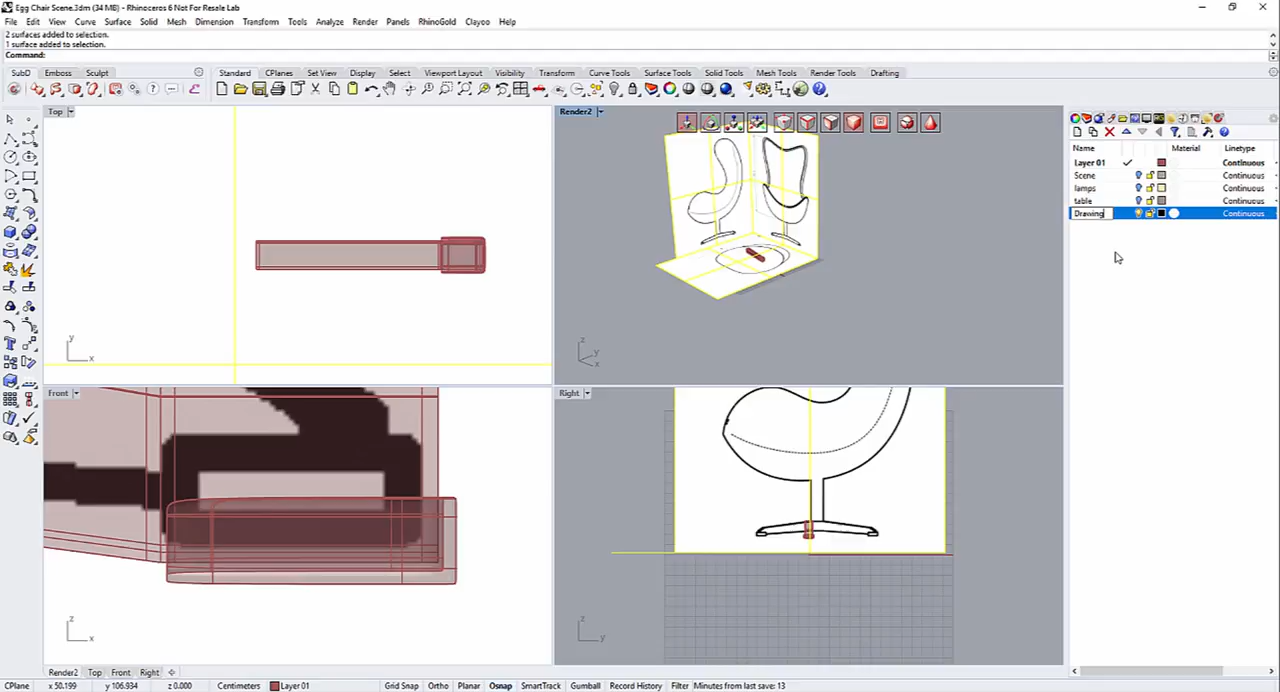 Egg Chair Scene.3dm (34 MB) - Rhinoceros 6 Not For Resale Lab
File Edit View Curve Surface Solid Mesh Dimension Transform Tools Analyze Render Panels RhinoGold Clayoo Help
2 surfaces added to selection.
1 surface added to selection.
Command:
SubD Emboss Sculpt Standard CPlanes Set View Display Select Viewport Layout Visibility Transform Curve Tools Surface Tools Solid Tools Mesh Tools Render Tools Drafting
Top
Render2
Name Material Linetype
Layer 01 Continuous
Scene Continuous
lamps Continuous
table Continuous
Drawing Continuous
y
x
z
y
x
Front
Right
z
x
z
y
Render2 Top Front Right
CPlane x 50.199 y 106.934 z 0.000 Centimeters Layer 01 Grid Snap Ortho Planar Osnap SmartTrack Gumball Record History Filter Minutes from last save: 13